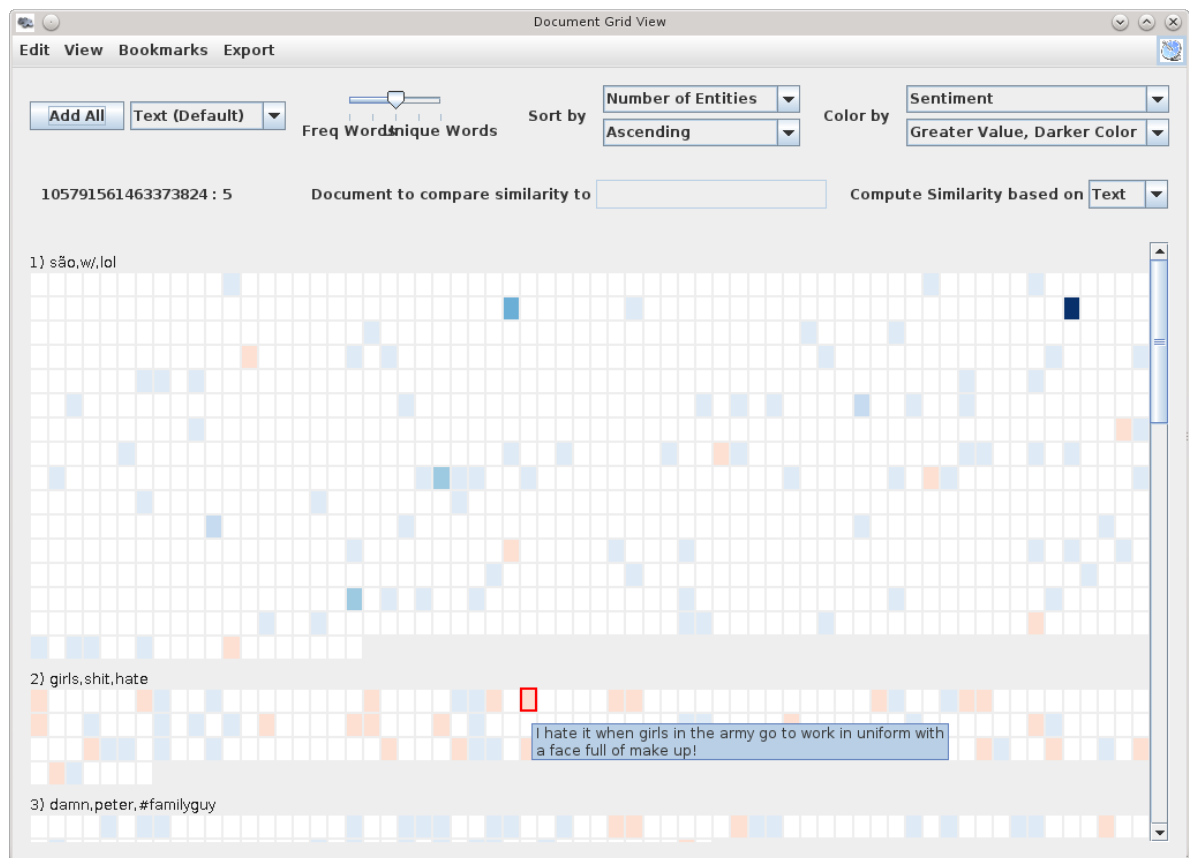 Document Grid View
Edit View Bookmarks Export
Add All
Text (Default)
Freq Words
Unique Words
Sort by
Number of Entities
Ascending
Color by
Sentiment
Greater Value, Darker Color
105791561463373824 : 5
Document to compare similarity to
Compute Similarity based on
Text
1) são,w/,lol
2) girls,shit,hate
I hate it when girls in the army go to work in uniform with
a face full of make up!
3) damn,peter,#familyguy